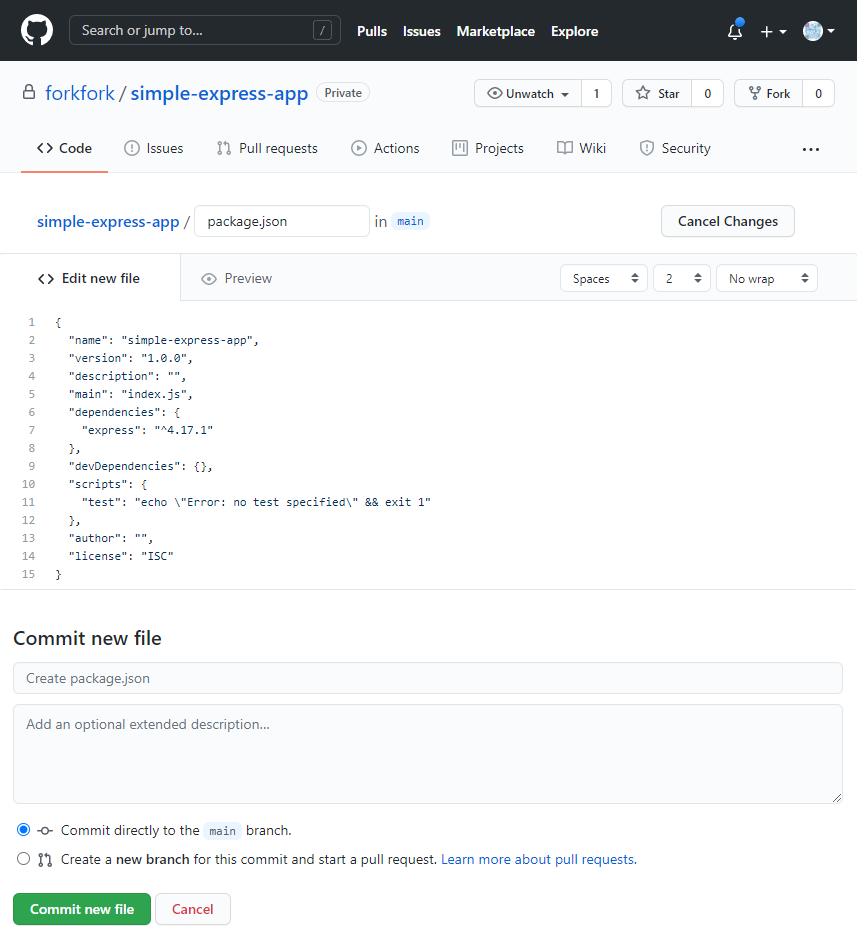 Search or jump to... / Pulls Issues Marketplace Explore
forkfork / simple-express-app Private Unwatch 1 Star 0 Fork 0
Code Issues Pull requests Actions Projects Wiki Security ...
simple-express-app / package.json in main Cancel Changes
Edit new file Preview Spaces 2 No wrap
1 {
2   "name": "simple-express-app",
3   "version": "1.0.0",
4   "description": "",
5   "main": "index.js",
6   "dependencies": {
7     "express": "^4.17.1"
8   },
9   "devDependencies": {},
10   "scripts": {
11     "test": "echo \"Error: no test specified\" && exit 1"
12   },
13   "author": "",
14   "license": "ISC"
15 }
Commit new file
Create package.json
Add an optional extended description...
Commit directly to the main branch.
Create a new branch for this commit and start a pull request. Learn more about pull requests.
Commit new file Cancel